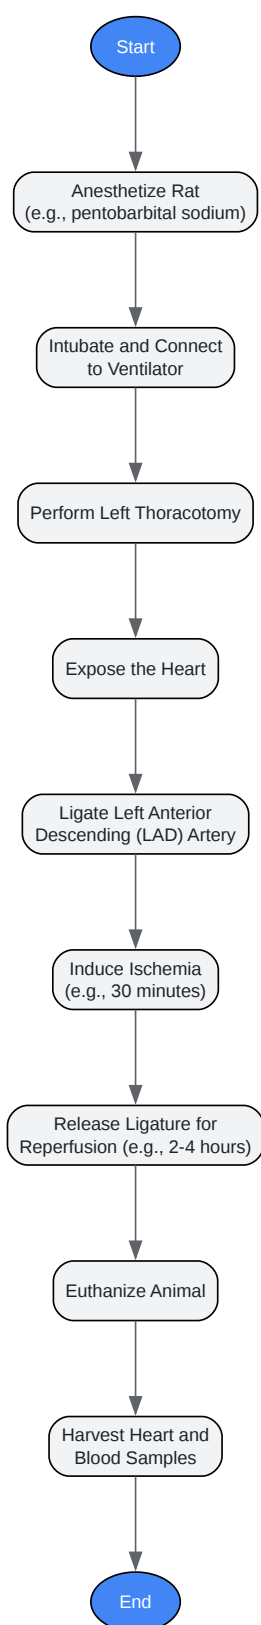 Start
Anesthetize Rat
(e.g., pentobarbital sodium)
Intubate and Connect
to Ventilator
Perform Left Thoracotomy
Expose the Heart
Ligate Left Anterior
Descending (LAD) Artery
Induce Ischemia
(e.g., 30 minutes)
Release Ligature for
Reperfusion (e.g., 2-4 hours)
Euthanize Animal
Harvest Heart and
Blood Samples
End